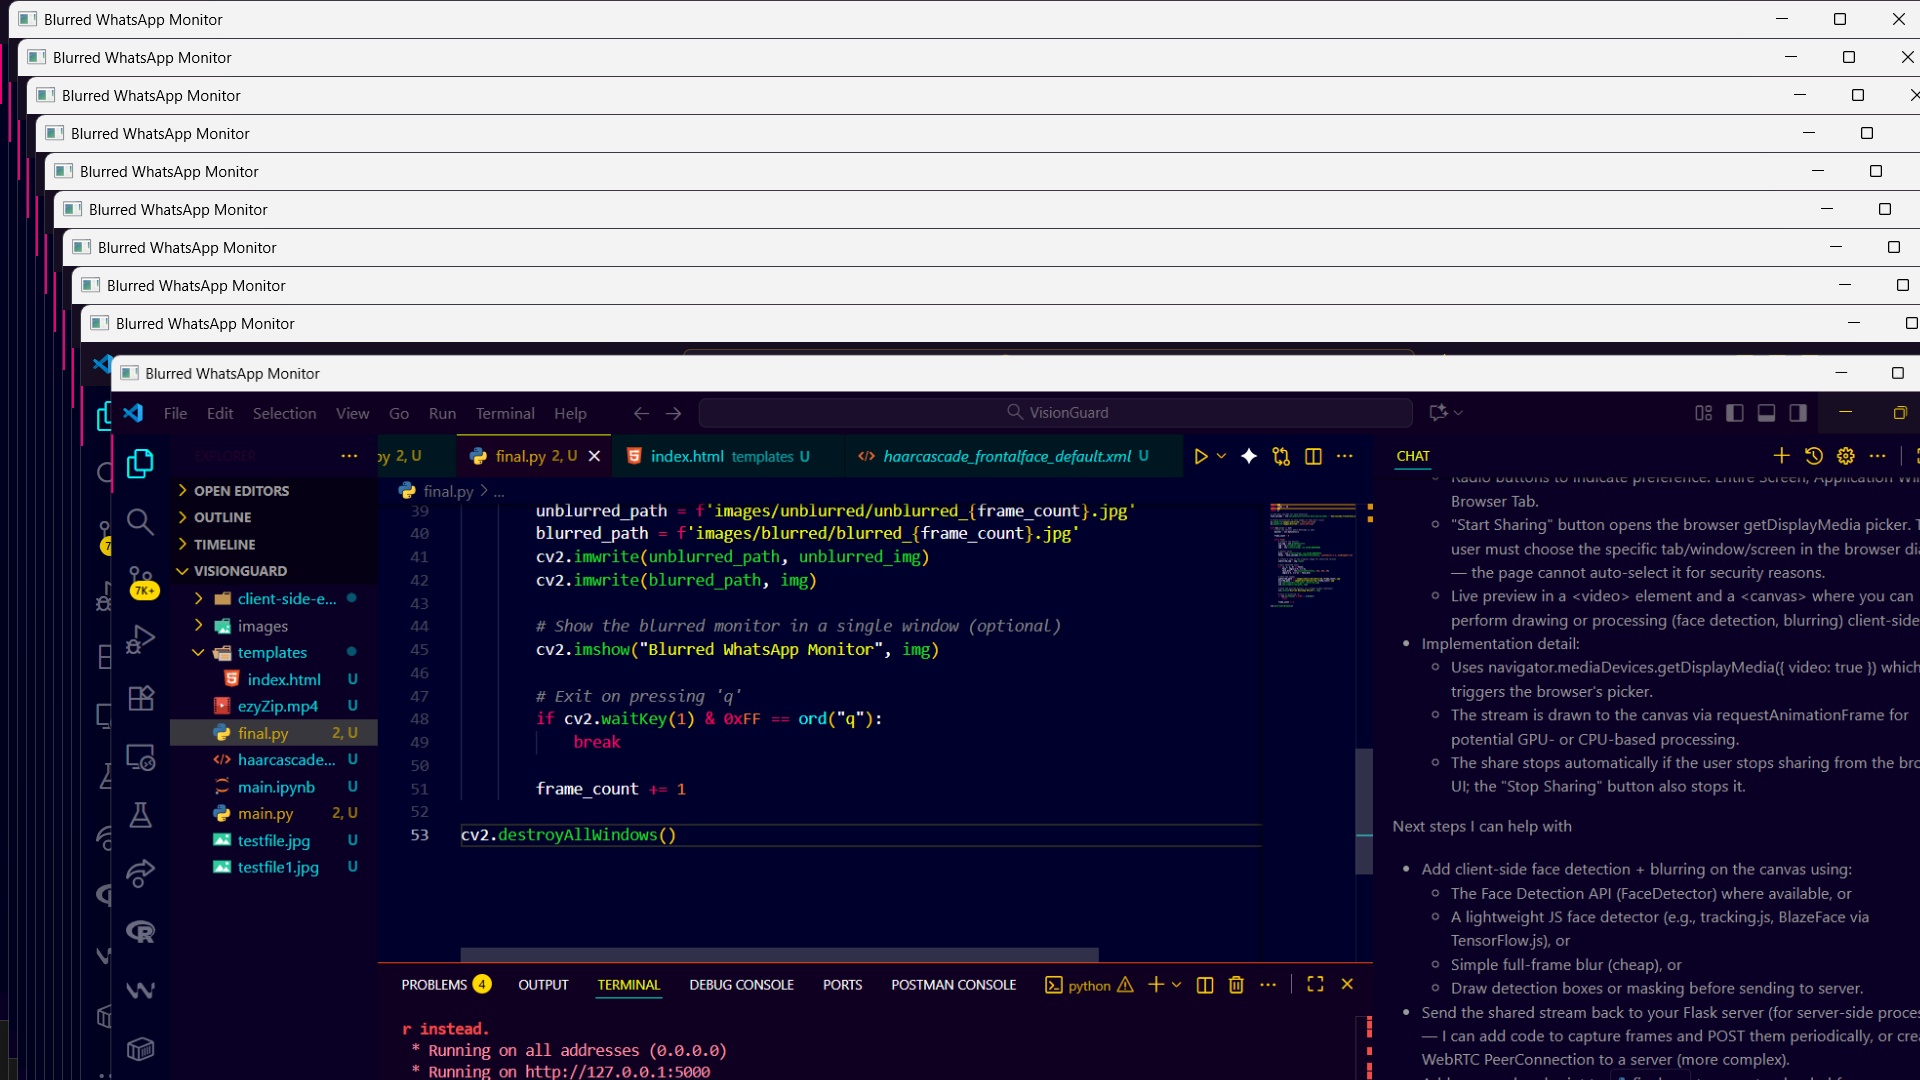 Blurred WhatsApp Monitor
Blurred WhatsApp Monitor
Blurred WhatsApp Monitor
Blurred WhatsApp Monitor
Blurred WhatsApp Monitor
Blurred WhatsApp Monitor
Blurred WhatsApp Monitor
Blurred WhatsApp Monitor
Blurred WhatsApp Monitor
Blurred WhatsApp Monitor
File Edit Selection View Go Run Terminal Help
VisionGuard
EXPLORER
OPEN EDITORS
OUTLINE
TIMELINE
VISIONGUARD
client-side-e...
images
templates
index.html U
ezyZip.mp4 U
final.py 2, U
haarcascade... U
main.ipynb U
main.py 2, U
testfile.jpg U
testfile1.jpg U
7K+
py 2, U
final.py 2, U
index.html templates U
haarcascade_frontalface_default.xml U
final.py > ...
39 unblurred_path = f'images/unblurred/unblurred_{frame_count}.jpg'
40 blurred_path = f'images/blurred/blurred_{frame_count}.jpg'
41 cv2.imwrite(unblurred_path, unblurred_img)
42 cv2.imwrite(blurred_path, img)
43
44 # Show the blurred monitor in a single window (optional)
45 cv2.imshow("Blurred WhatsApp Monitor", img)
46
47 # Exit on pressing 'q'
48 if cv2.waitKey(1) & 0xFF == ord("q"):
49 break
50
51 frame_count += 1
52
53 cv2.destroyAllWindows()
PROBLEMS 4 OUTPUT TERMINAL DEBUG CONSOLE PORTS POSTMAN CONSOLE python
r instead.
* Running on all addresses (0.0.0.0)
* Running on http://127.0.0.1:5000
CHAT
Radio buttons to indicate preference: Entire Screen, Application
Browser Tab.
"Start Sharing" button opens the browser getDisplayMedia picker.
user must choose the specific tab/window/screen in the browser
— the page cannot auto-select it for security reasons.
Live preview in a <video> element and a <canvas> where you can
perform drawing or processing (face detection, blurring) client-side
Implementation detail:
Uses navigator.mediaDevices.getDisplayMedia({ video: true }) which
triggers the browser's picker.
The stream is drawn to the canvas via requestAnimationFrame for
potential GPU- or CPU-based processing.
The share stops automatically if the user stops sharing from the
UI; the "Stop Sharing" button also stops it.
Next steps I can help with
Add client-side face detection + blurring on the canvas using:
The Face Detection API (FaceDetector) where available, or
A lightweight JS face detector (e.g., tracking.js, BlazeFace via
TensorFlow.js), or
Simple full-frame blur (cheap), or
Draw detection boxes or masking before sending to server.
Send the shared stream back to your Flask server (for server-side
— I can add code to capture frames and POST them periodically, or
WebRTC PeerConnection to a server (more complex).